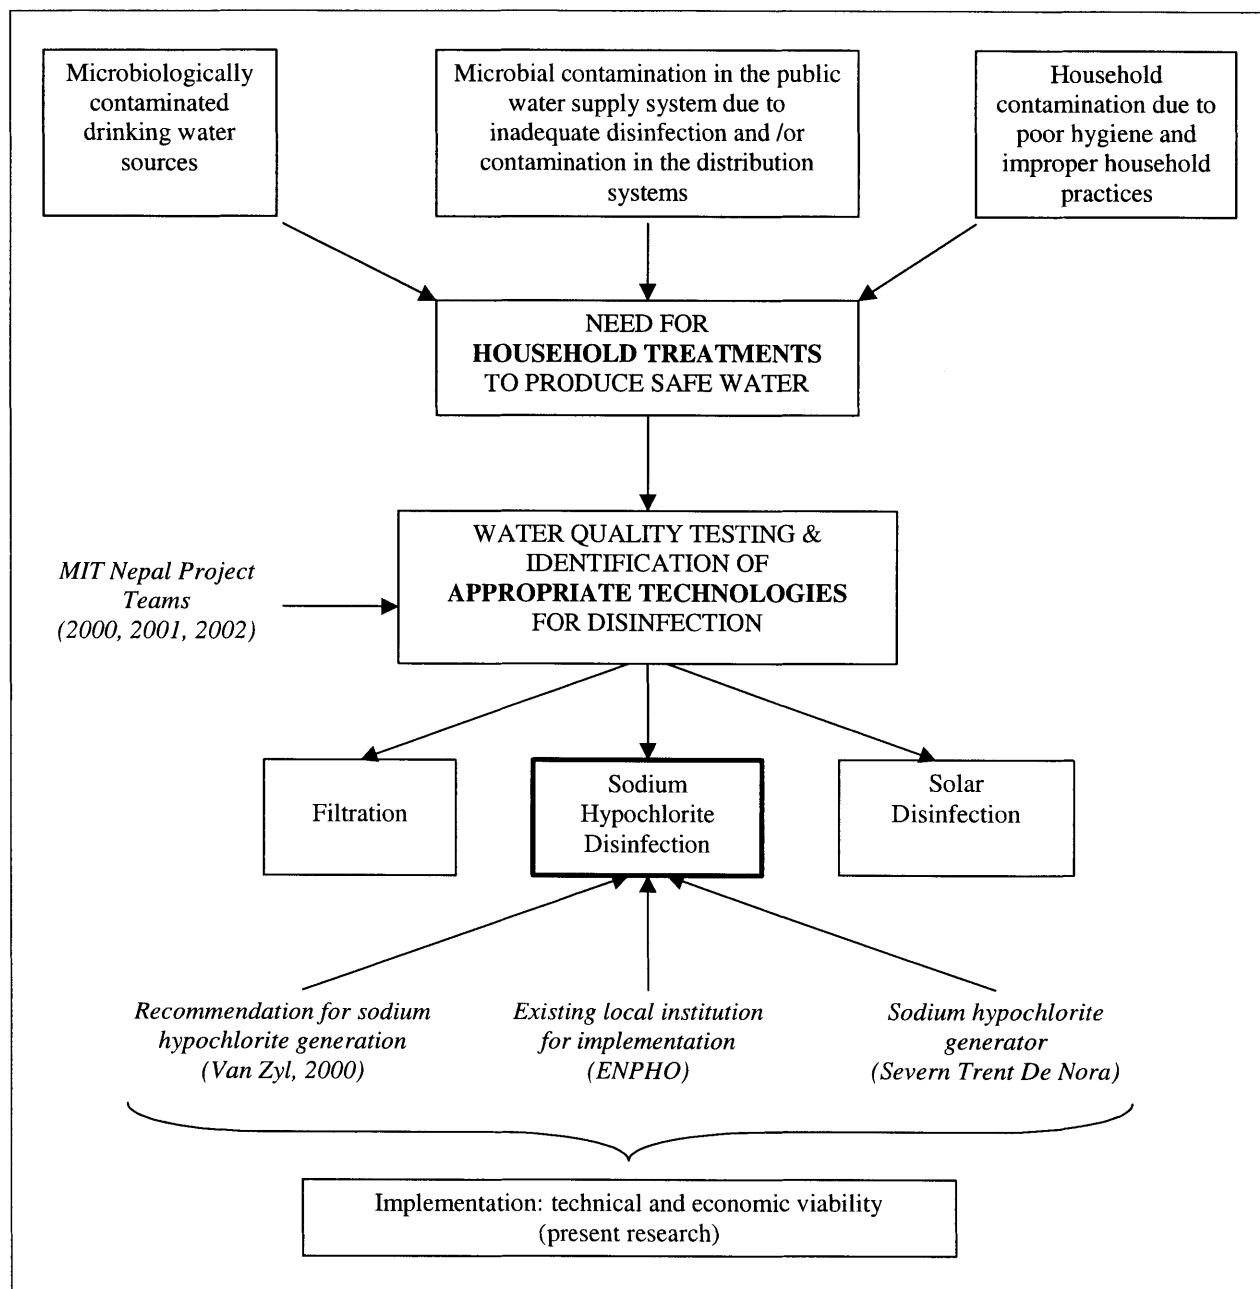 Microbiologically
contaminated
drinking water
sources
Microbial contamination in the public
water supply system due to
inadequate disinfection and /or
contamination in the distribution
systems
Household
contamination due to
poor hygiene and
improper household
practices
NEED FOR
HOUSEHOLD TREATMENTS
TO PRODUCE SAFE WATER
WATER QUALITY TESTING &
IDENTIFICATION OF
APPROPRIATE TECHNOLOGIES
FOR DISINFECTION
MIT Nepal Project
Teams
(2000, 2001, 2002)
Filtration
Sodium
Hypochlorite
Disinfection
Solar
Disinfection
Recommendation for sodium
hypochlorite generation
(Van Zyl, 2000)
Existing local institution
for implementation
(ENPHO)
Sodium hypochlorite
generator
(Severn Trent De Nora)
Implementation: technical and economic viability
(present research)